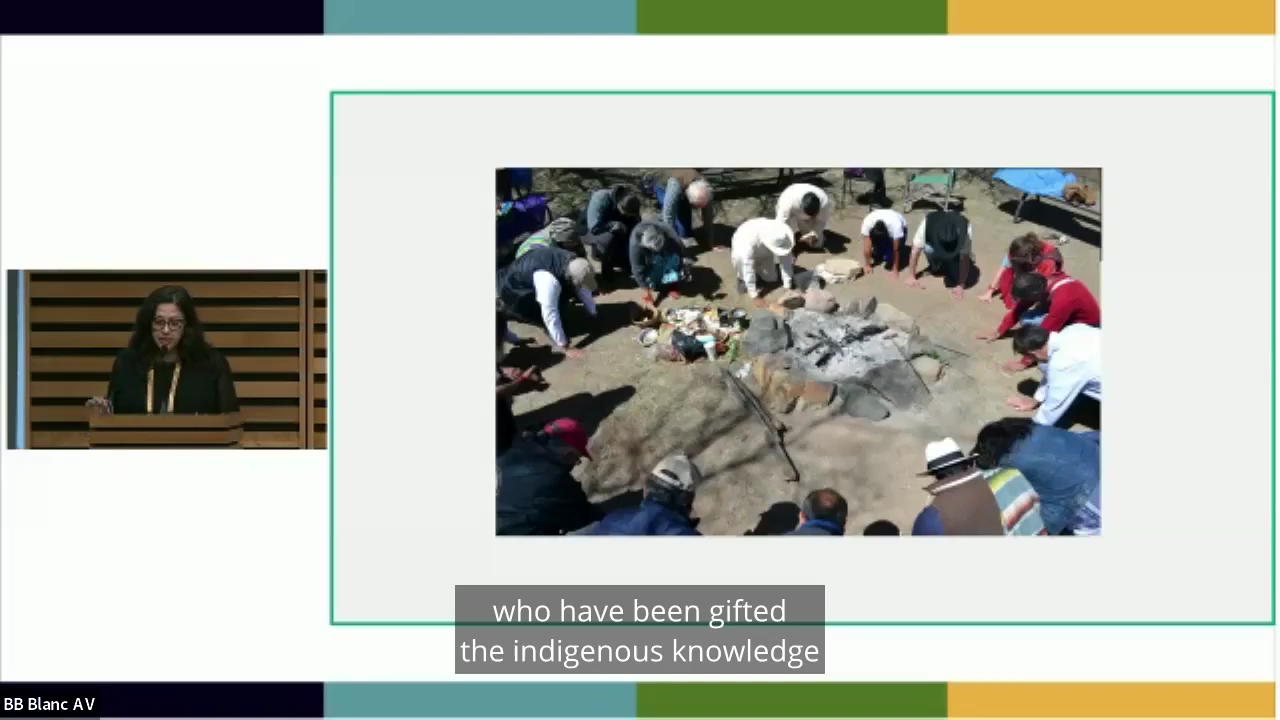 who have been gifted
the indigenous knowledge
BB Blanc AV